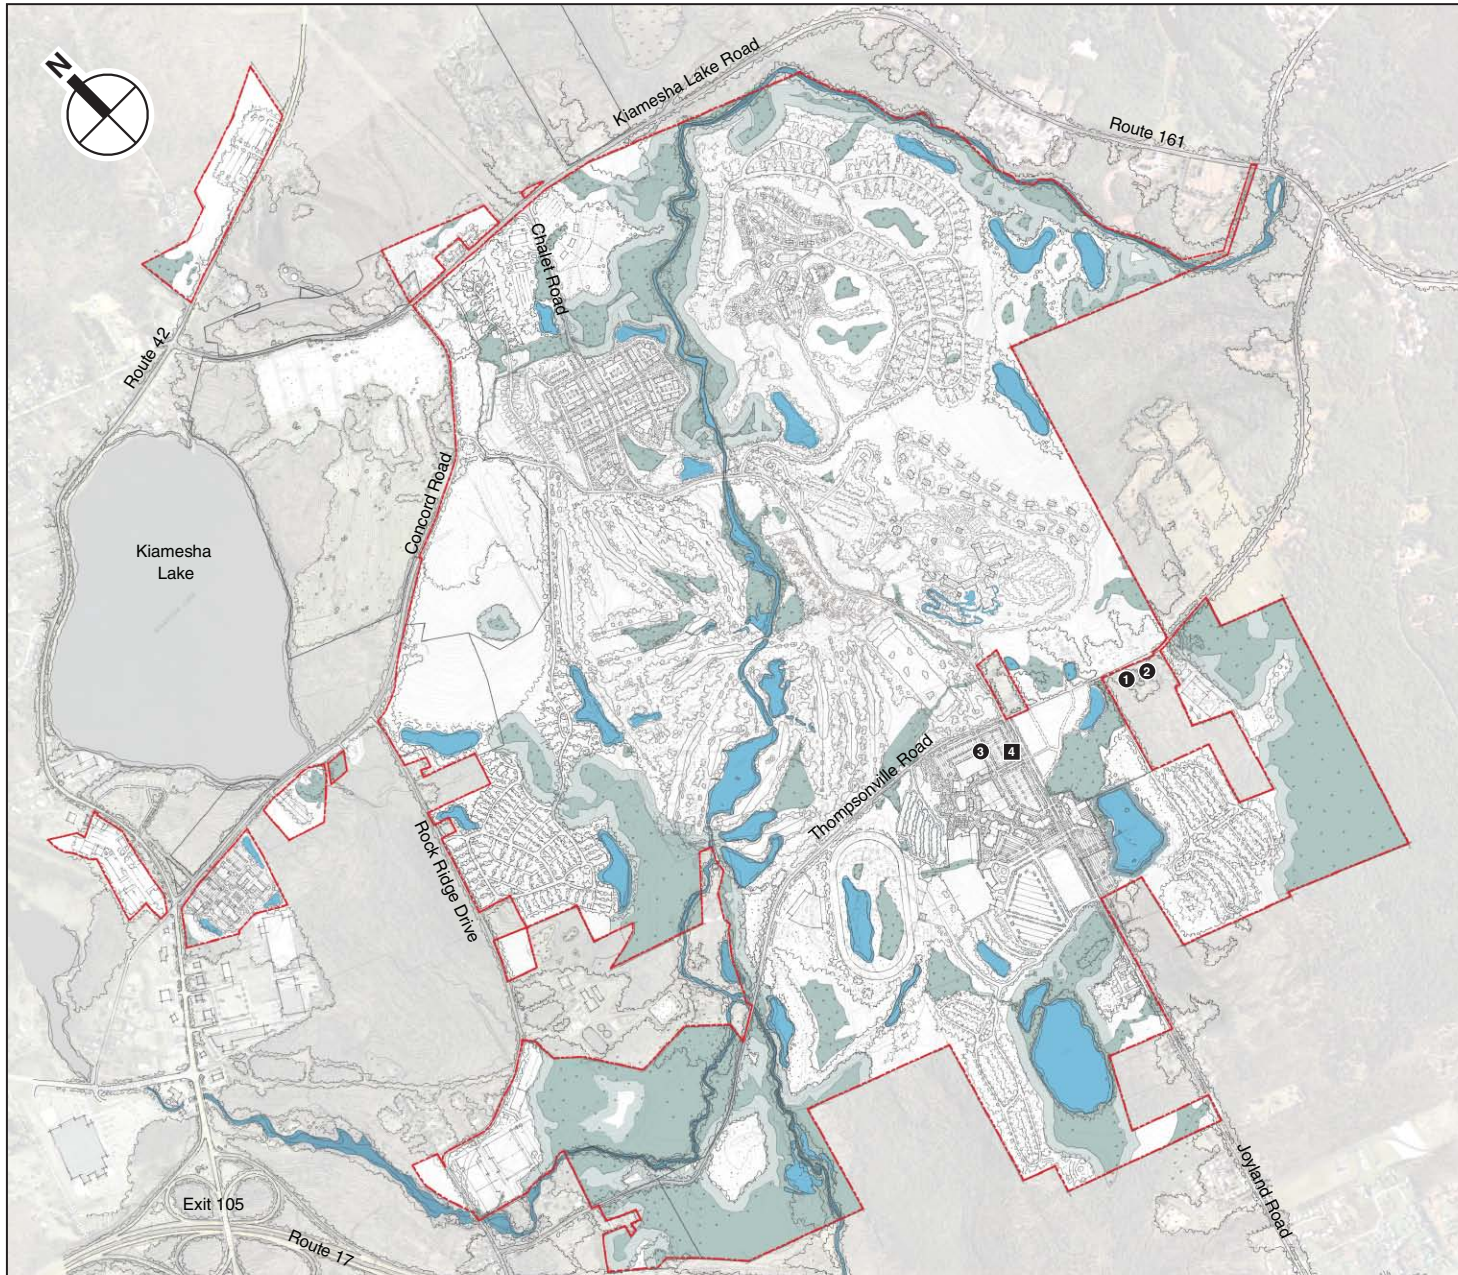 N
Kiamesha Lake Road
Route 161
Chalet Road
Route 42
Concord Road
Kiamesha
Lake
1
2
3
4
Thompsonville Road
Rock Ridge Drive
Joyland Road
Exit 105
Route 17